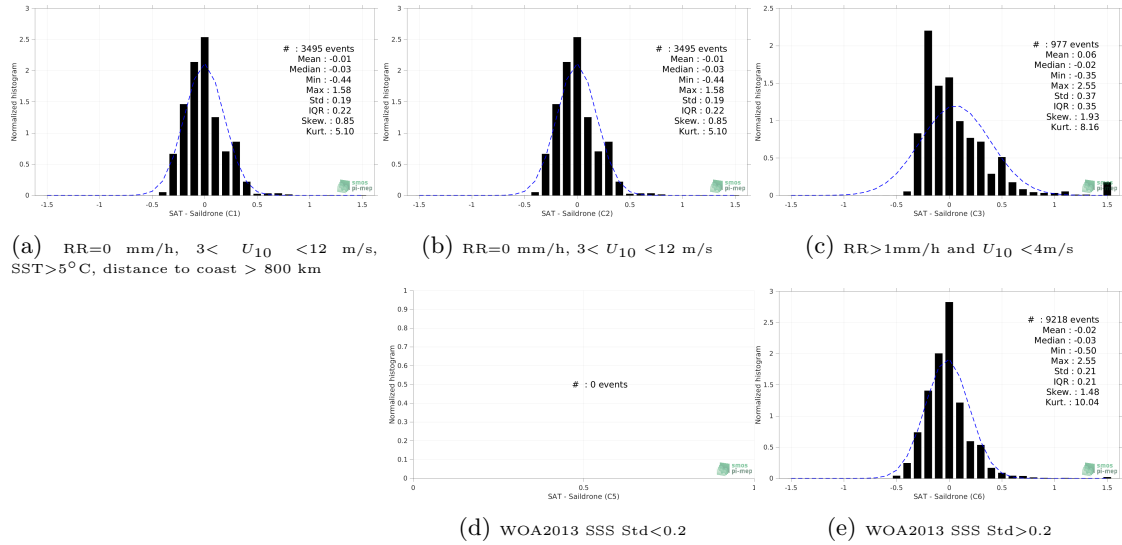 3
2.5
2
1.5
1
0.5
0
Normalized histogram
# : 3495 events
Mean : -0.01
Median : -0.03
Min : -0.44
Max : 1.58
Std : 0.19
IQR : 0.22
Skew. : 0.85
Kurt. : 5.10
smos
pi-mep
-1.5 -1 -0.5 0 0.5 1 1.5
SAT - Saildrone (C1)
(a) RR=0 mm/h, 3< U10 <12 m/s,
SST>5°C, distance to coast > 800 km
3
2.5
2
1.5
1
0.5
0
Normalized histogram
# : 3495 events
Mean : -0.01
Median : -0.03
Min : -0.44
Max : 1.58
Std : 0.19
IQR : 0.22
Skew. : 0.85
Kurt. : 5.10
smos
pi-mep
-1.5 -1 -0.5 0 0.5 1 1.5
SAT - Saildrone (C2)
(b) RR=0 mm/h, 3< U10 <12 m/s
2.5
2
1.5
1
0.5
0
Normalized histogram
# : 977 events
Mean : 0.06
Median : -0.02
Min : -0.35
Max : 2.55
Std : 0.37
IQR : 0.35
Skew. : 1.93
Kurt. : 8.16
smos
pi-mep
-1.5 -1 -0.5 0 0.5 1 1.5
SAT - Saildrone (C3)
(c) RR>1mm/h and U10 <4m/s
1
0.9
0.8
0.7
0.6
0.5
0.4
0.3
0.2
0.1
0
Normalized histogram
# : 0 events
smos
pi-mep
0 0.5 1
SAT - Saildrone (C5)
(d) WOA2013 SSS Std<0.2
3
2.5
2
1.5
1
0.5
0
Normalized histogram
# : 9218 events
Mean : -0.02
Median : -0.03
Min : -0.50
Max : 2.55
Std : 0.21
IQR : 0.21
Skew. : 1.48
Kurt. : 10.04
smos
pi-mep
-1.5 -1 -0.5 0 0.5 1 1.5
SAT - Saildrone (C6)
(e) WOA2013 SSS Std>0.2